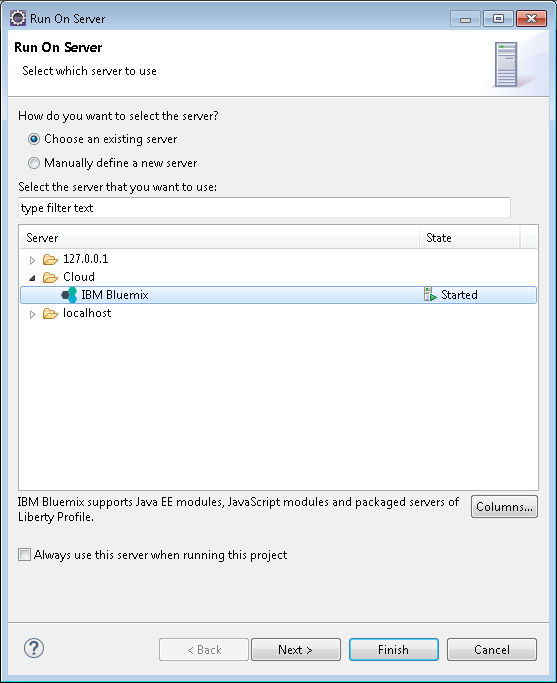 Run On Server
Run On Server
Select which server to use
How do you want to select the server?
Choose an existing server
Manually define a new server
Select the server that you want to use:
type filter text
Server State
127.0.0.1
Cloud
IBM Bluemix Started
localhost
IBM Bluemix supports Java EE modules, JavaScript modules and packaged servers of
Liberty Profile.
Columns...
Always use this server when running this project
? < Back Next > Finish Cancel